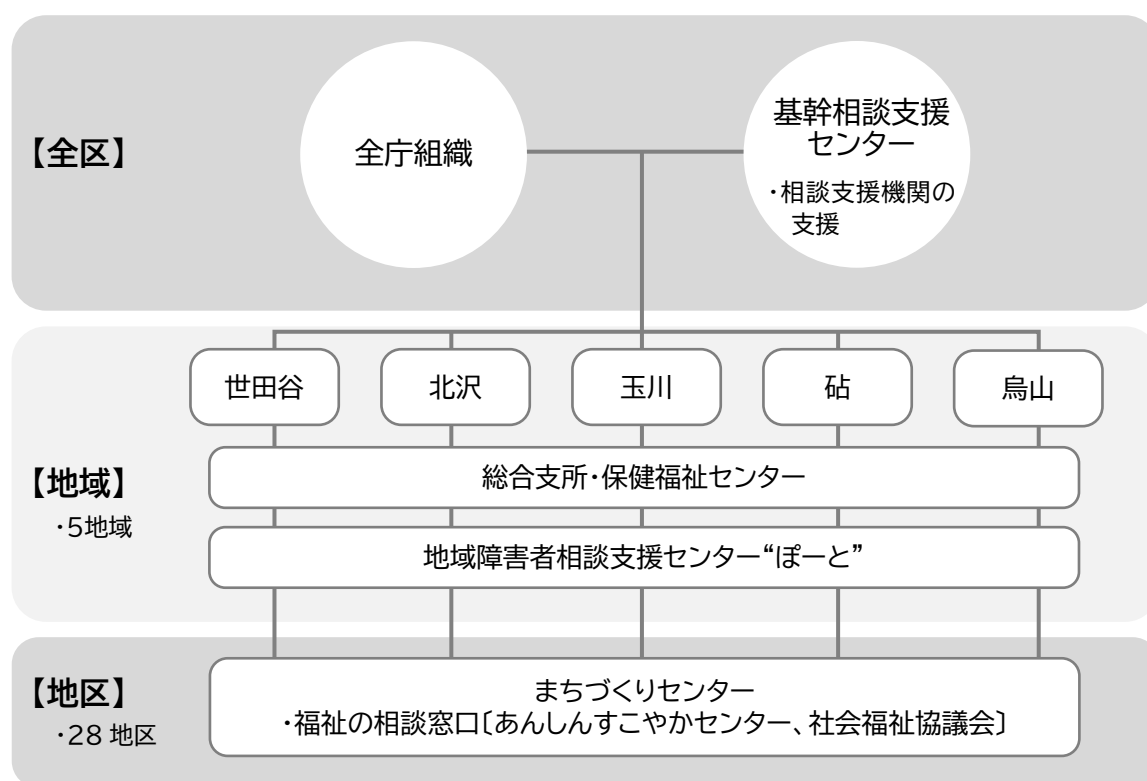 【全区】
全庁組織
基幹相談支援
センター
・相談支援機関の
支援
世田谷
北沢
玉川
砧
烏山
【地域】
・5地域
総合支所・保健福祉センター
地域障害者相談支援センター“ぽーと”
【地区】
・28 地区
まちづくりセンター
・福祉の相談窓口〔あんしんすこやかセンター、社会福祉協議会〕